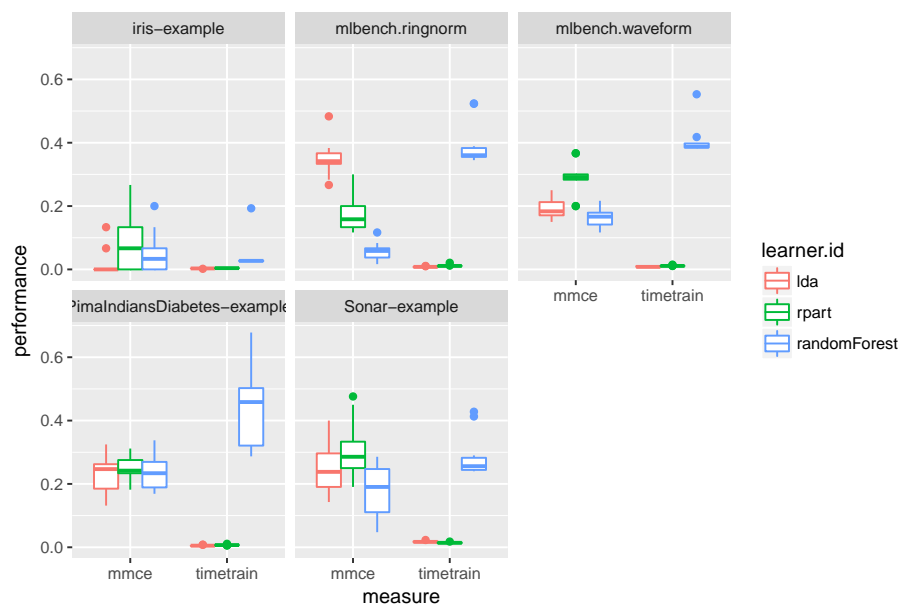 iris−example
mlbench.ringnorm
mlbench.waveform
0.6
0.4
0.2
0.0
mmce
timetrain
PimaIndiansDiabetes−example
Sonar−example
0.6
0.4
0.2
0.0
mmce
timetrain
mmce
timetrain
performance
measure
learner.id
lda
rpart
randomForest